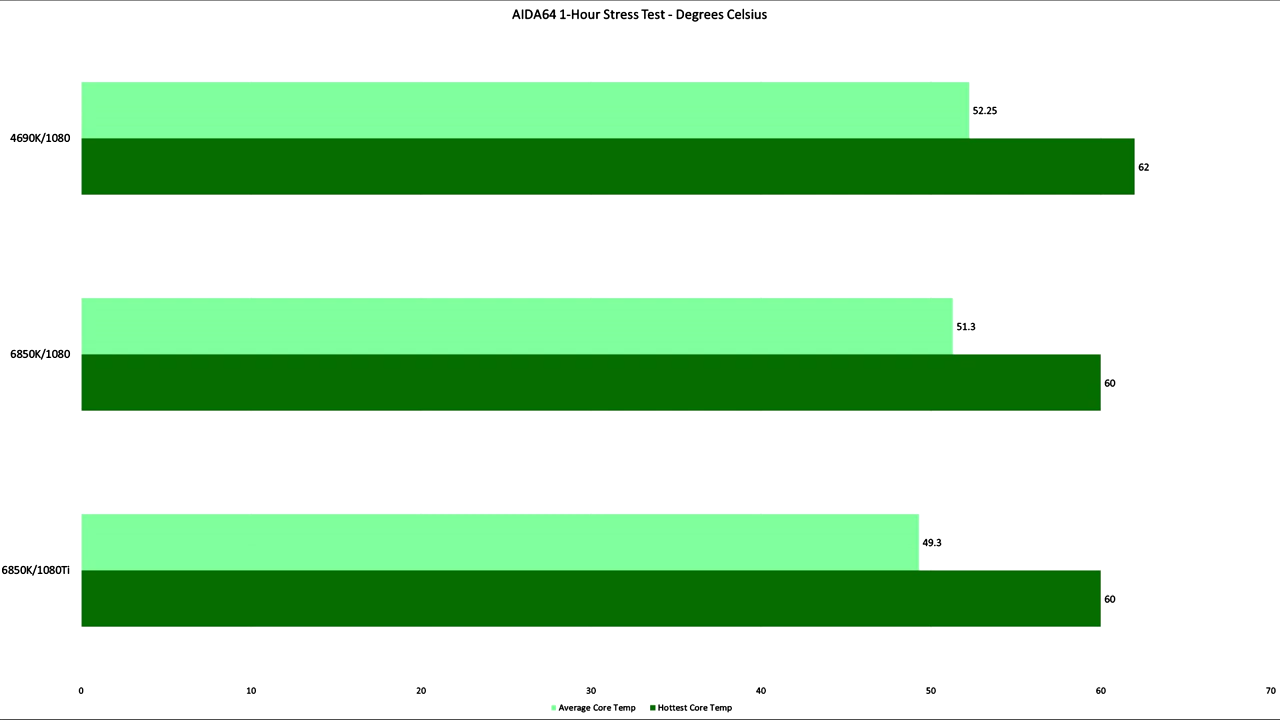 AIDA64 1-Hour Stress Test - Degrees Celsius
52.25
4690K/1080
62
51.3
6850K/1080
60
49.3
6850K/1080Ti
60
0 10 20 30 40 50 60 70
Average Core Temp Hottest Core Temp